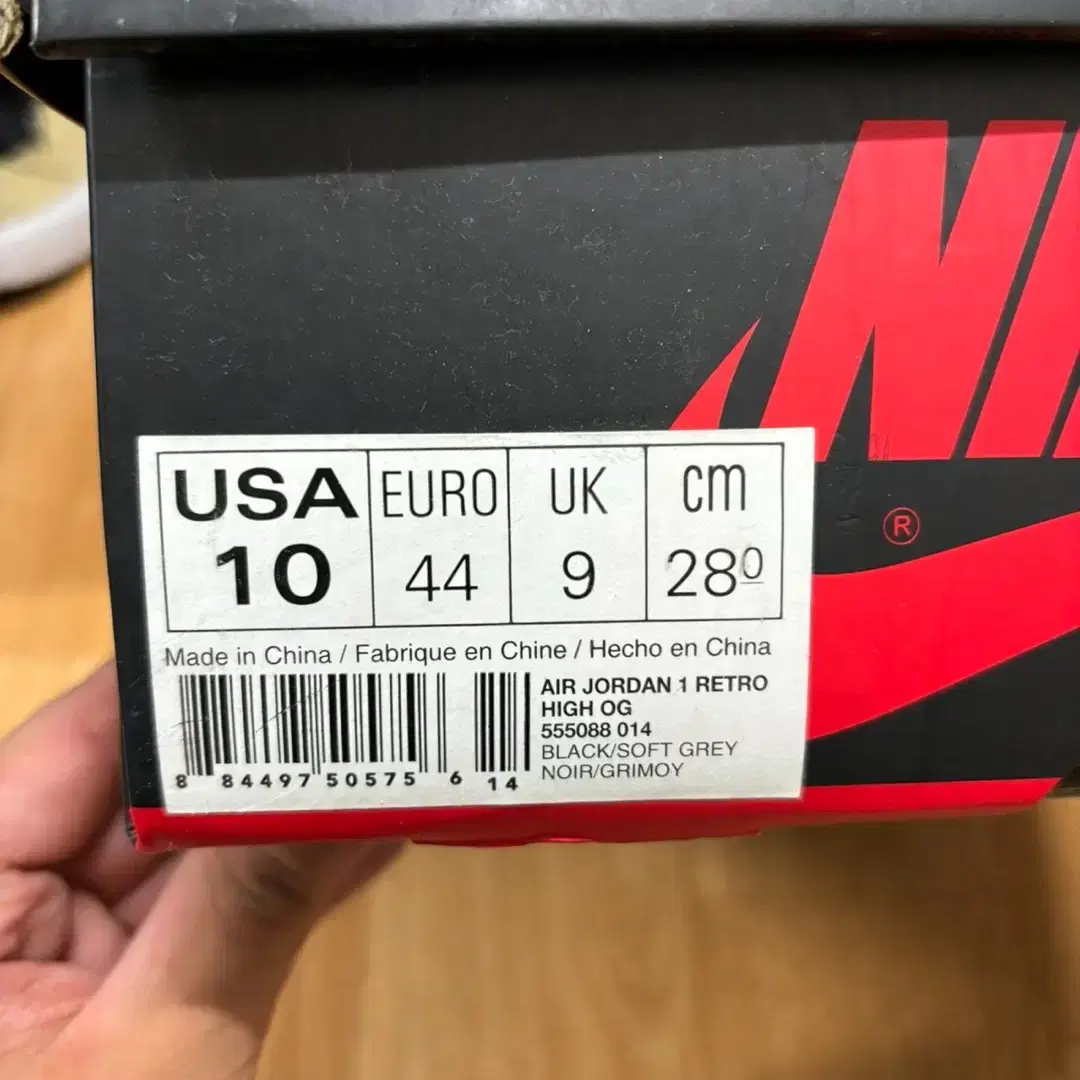 NI
®
USA EURO UK cm
10 44 9 280
Made in China / Fabrique en Chine / Hecho en China
AIR JORDAN 1 RETRO
HIGH OG
555088 014
BLACK/SOFT GREY
NOIR/GRIMOY
8 84497 50575 6 14